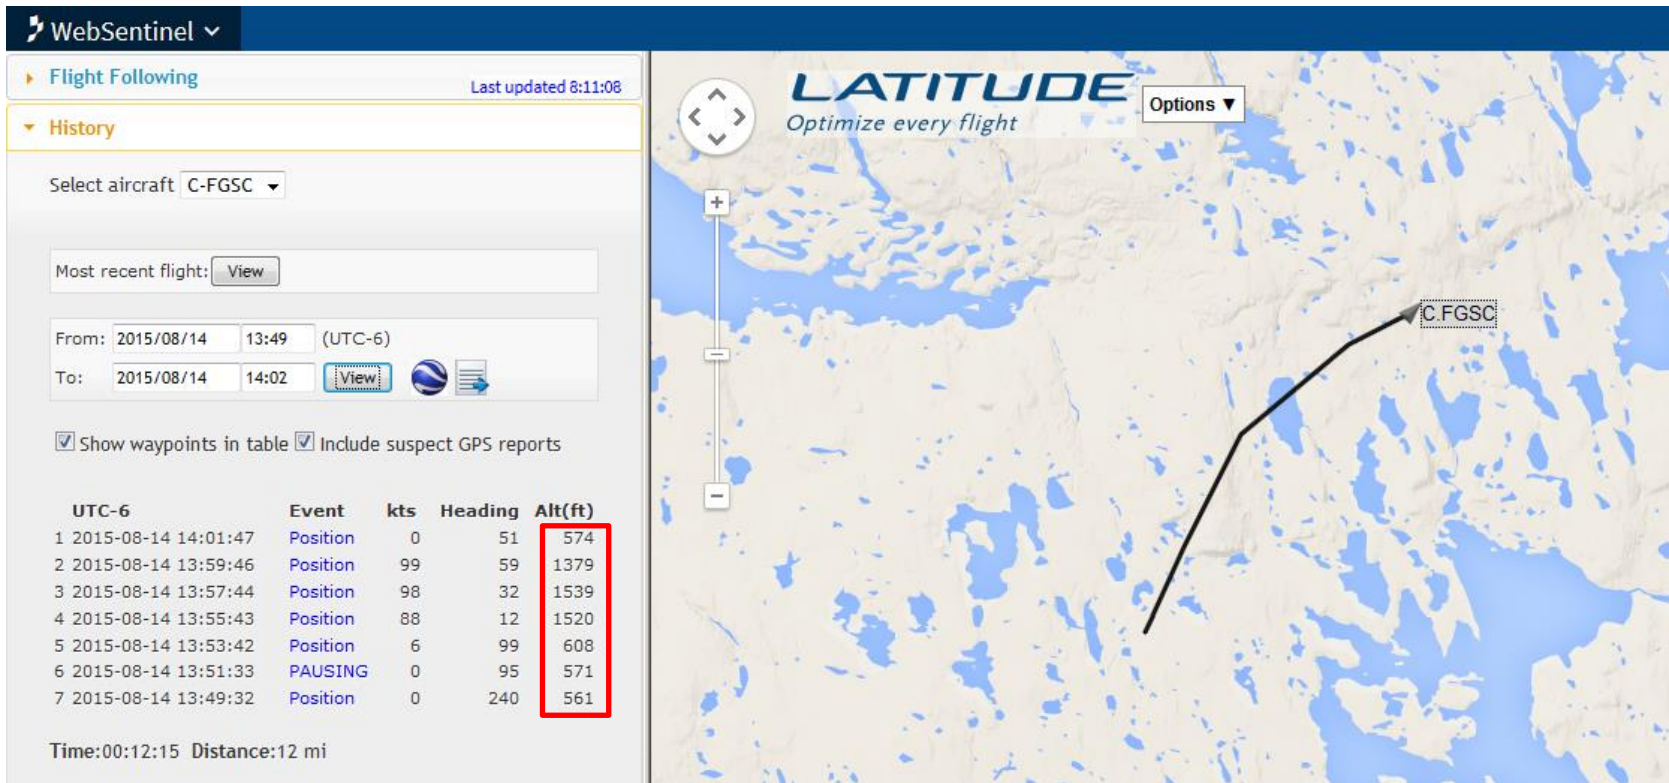 WebSentinel
Flight Following
Last updated 8:11:08
History
Select aircraft C-FGSC
Most recent flight: View
From: 2015/08/14 13:49 (UTC-6)
To: 2015/08/14 14:02 View
Show waypoints in table Include suspect GPS reports
UTC-6 Event kts Heading Alt(ft)
1 2015-08-14 14:01:47 Position 0 51 574
2 2015-08-14 13:59:46 Position 99 59 1379
3 2015-08-14 13:57:44 Position 98 32 1539
4 2015-08-14 13:55:43 Position 88 12 1520
5 2015-08-14 13:53:42 Position 6 99 608
6 2015-08-14 13:51:33 PAUSING 0 95 571
7 2015-08-14 13:49:32 Position 0 240 561
Time:00:12:15 Distance:12 mi
LATITUDE
Optimize every flight
Options ▼
C.FGSC